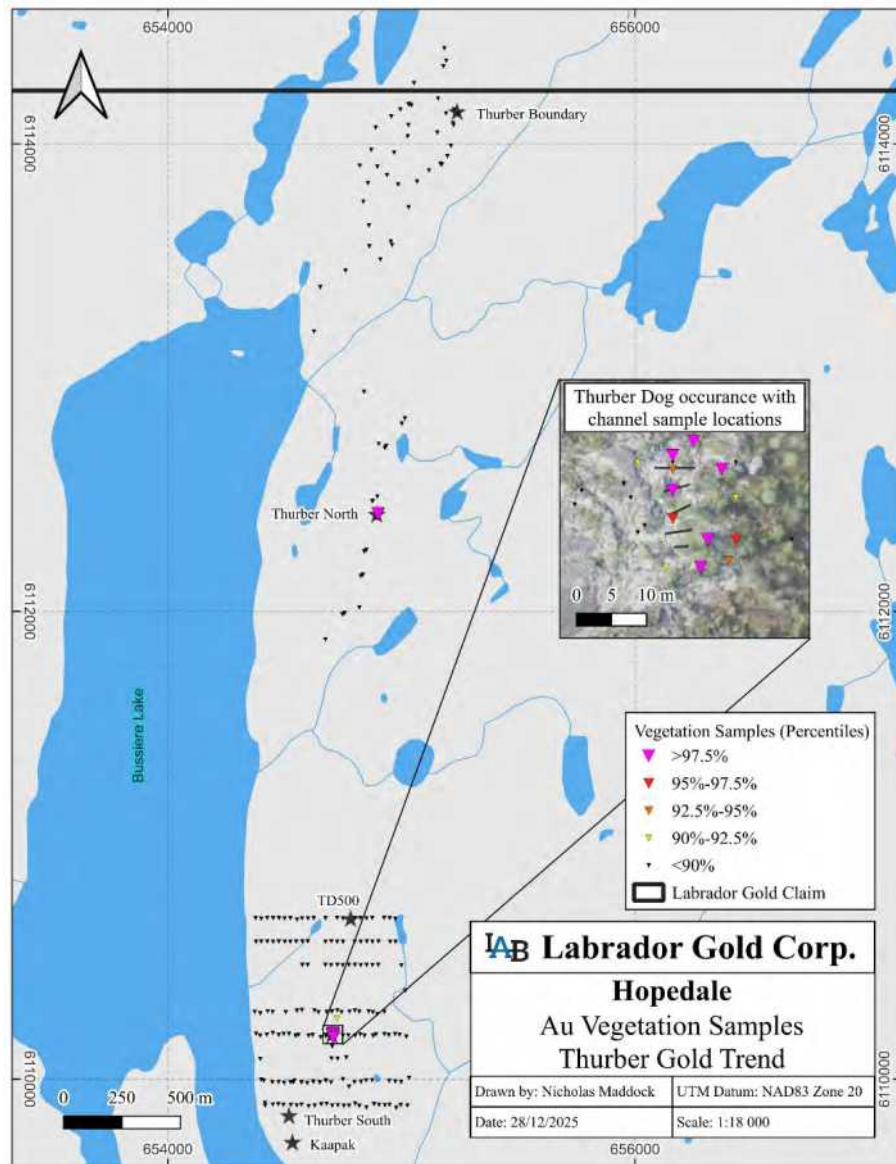 654000
656000
Thurber Boundary
6114000
6114000
Thurber Dog occurance with
channel sample locations
Thurber North
0 5 10 m
6112000
6112000
Bussiere Lake
Vegetation Samples (Percentiles)
>97.5%
95%-97.5%
92.5%-95%
90%-92.5%
<90%
Labrador Gold Claim
TD500
LAB Labrador Gold Corp.
Hopedale
Au Vegetation Samples
Thurber Gold Trend
Drawn by: Nicholas Maddock
UTM Datum: NAD83 Zone 20
Date: 28/12/2025
Scale: 1:18 000
6110000
6110000
0 250 500 m
Thurber South
Kaapak
654000
656000